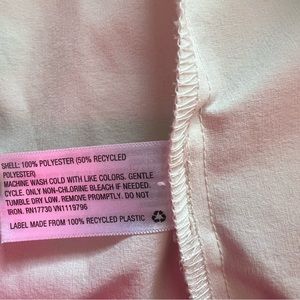 SHELL: 100% POLYESTER (50% RECYCLED
POLYESTER)
MACHINE WASH COLD WITH LIKE COLORS. GENTLE
CYCLE. ONLY NON-CHLORINE BLEACH IF NEEDED.
TUMBLE DRY LOW. REMOVE PROMPTLY. DO NOT
IRON. RN17730 VN1119796
LABEL MADE FROM 100% RECYCLED PLASTIC